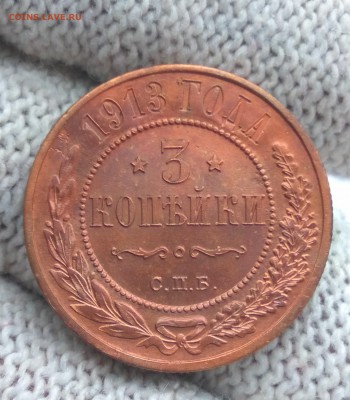 COINS.LAVE.RU
1913 ГОДА
3
КОПѢЙКИ
С.П.Б.